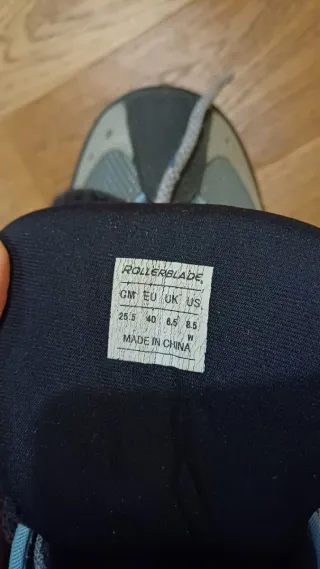 ROLLERBLADE.
CM EU UK US
25.5 40 6.5 8.5
W
MADE IN CHINA